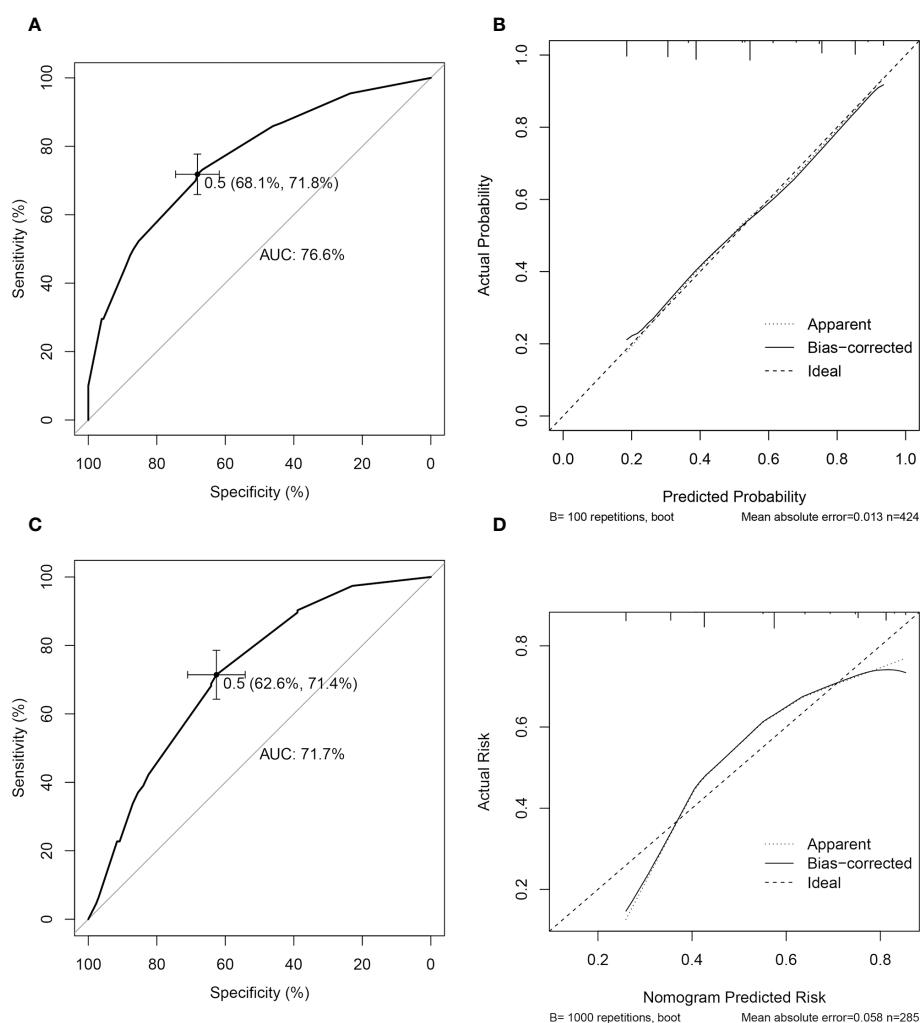 A
100
80
60
40
20
0
Sensitivity (%)
0.5 (68.1%, 71.8%)
AUC: 76.6%
100 80 60 40 20 0
Specificity (%)
B
1.0
0.8
0.6
0.4
0.2
0.0
Actual Probability
Apparent
Bias−corrected
Ideal
0.0 0.2 0.4 0.6 0.8 1.0
Predicted Probability
B= 100 repetitions, boot Mean absolute error=0.013 n=424
C
100
80
60
40
20
0
Sensitivity (%)
0.5 (62.6%, 71.4%)
AUC: 71.7%
100 80 60 40 20 0
Specificity (%)
D
0.8
0.6
0.4
0.2
Actual Risk
Apparent
Bias−corrected
Ideal
0.2 0.4 0.6 0.8
Nomogram Predicted Risk
B= 1000 repetitions, boot Mean absolute error=0.058 n=285